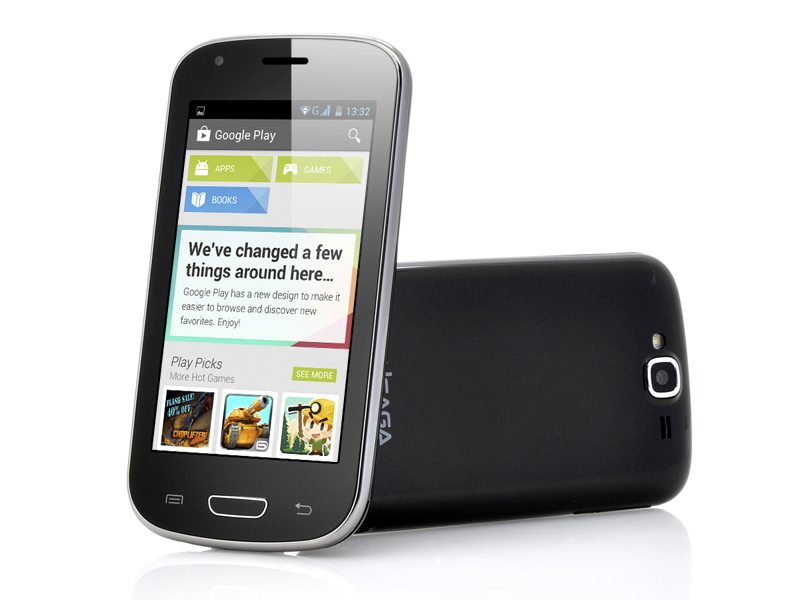 G 13:32
Google Play
APPS
GAMES
BOOKS
We've changed a few
things around here...
Google Play has a new design to make it
easier to browse and discover new
favorites. Enjoy!
Play Picks
More Hot Games
SEE MORE
FLASH SALE!
40% OFF
CHOPLIFTER!